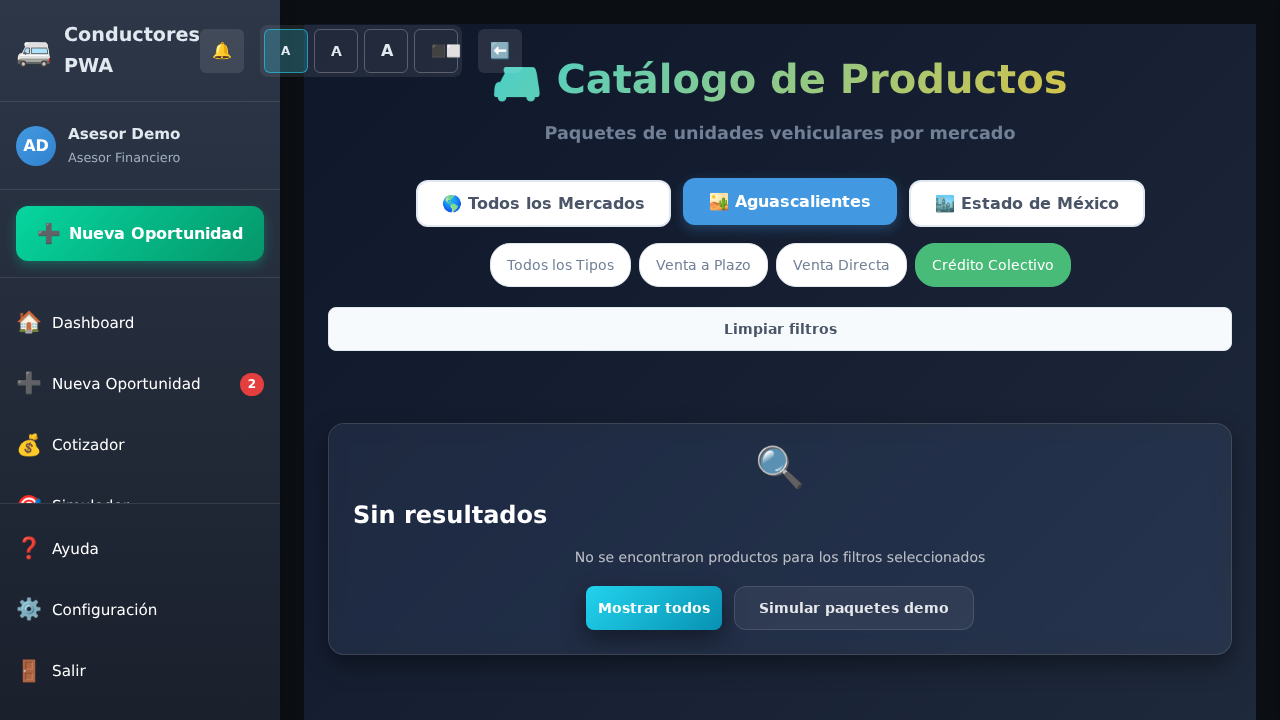 Conductores
PWA
A
A
A
AD
Asesor Demo
Asesor Financiero
Nueva Oportunidad
Dashboard
Nueva Oportunidad
2
Cotizador
Simulador
Ayuda
Configuración
Salir
Catálogo de Productos
Paquetes de unidades vehiculares por mercado
Todos los Mercados
Aguascalientes
Estado de México
Todos los Tipos
Venta a Plazo
Venta Directa
Crédito Colectivo
Limpiar filtros
Sin resultados
No se encontraron productos para los filtros seleccionados
Mostrar todos
Simular paquetes demo